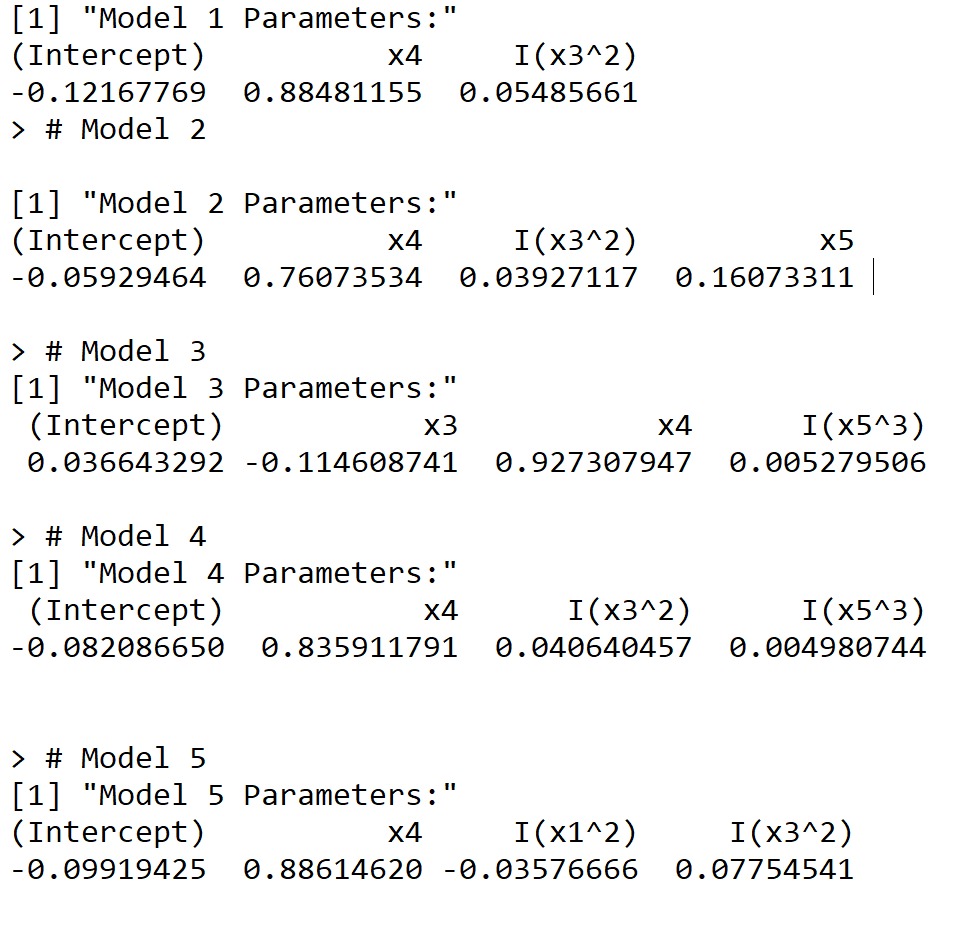 [1] "Model 1 Parameters:"
(Intercept)          x4     I(x3^2)
-0.12167769  0.88481155  0.05485661
> # Model 2
[1] "Model 2 Parameters:"
(Intercept)          x4     I(x3^2)          x5
-0.05929464  0.76073534  0.03927117  0.16073311
> # Model 3
[1] "Model 3 Parameters:"
 (Intercept)           x3           x4      I(x5^3)
 0.036643292 -0.114608741  0.927307947  0.005279506
> # Model 4
[1] "Model 4 Parameters:"
 (Intercept)           x4      I(x3^2)      I(x5^3)
-0.082086650  0.835911791  0.040640457  0.004980744
> # Model 5
[1] "Model 5 Parameters:"
(Intercept)          x4     I(x1^2)     I(x3^2)
-0.09919425  0.88614620 -0.03576666  0.07754541